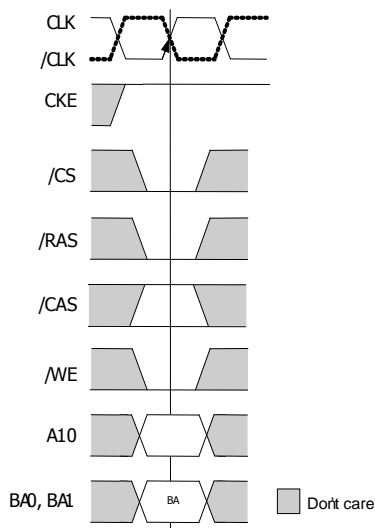 CLK
/CLK
CKE
/CS
/RAS
/CAS
/WE
A10
BA0, BA1
BA
Don't care